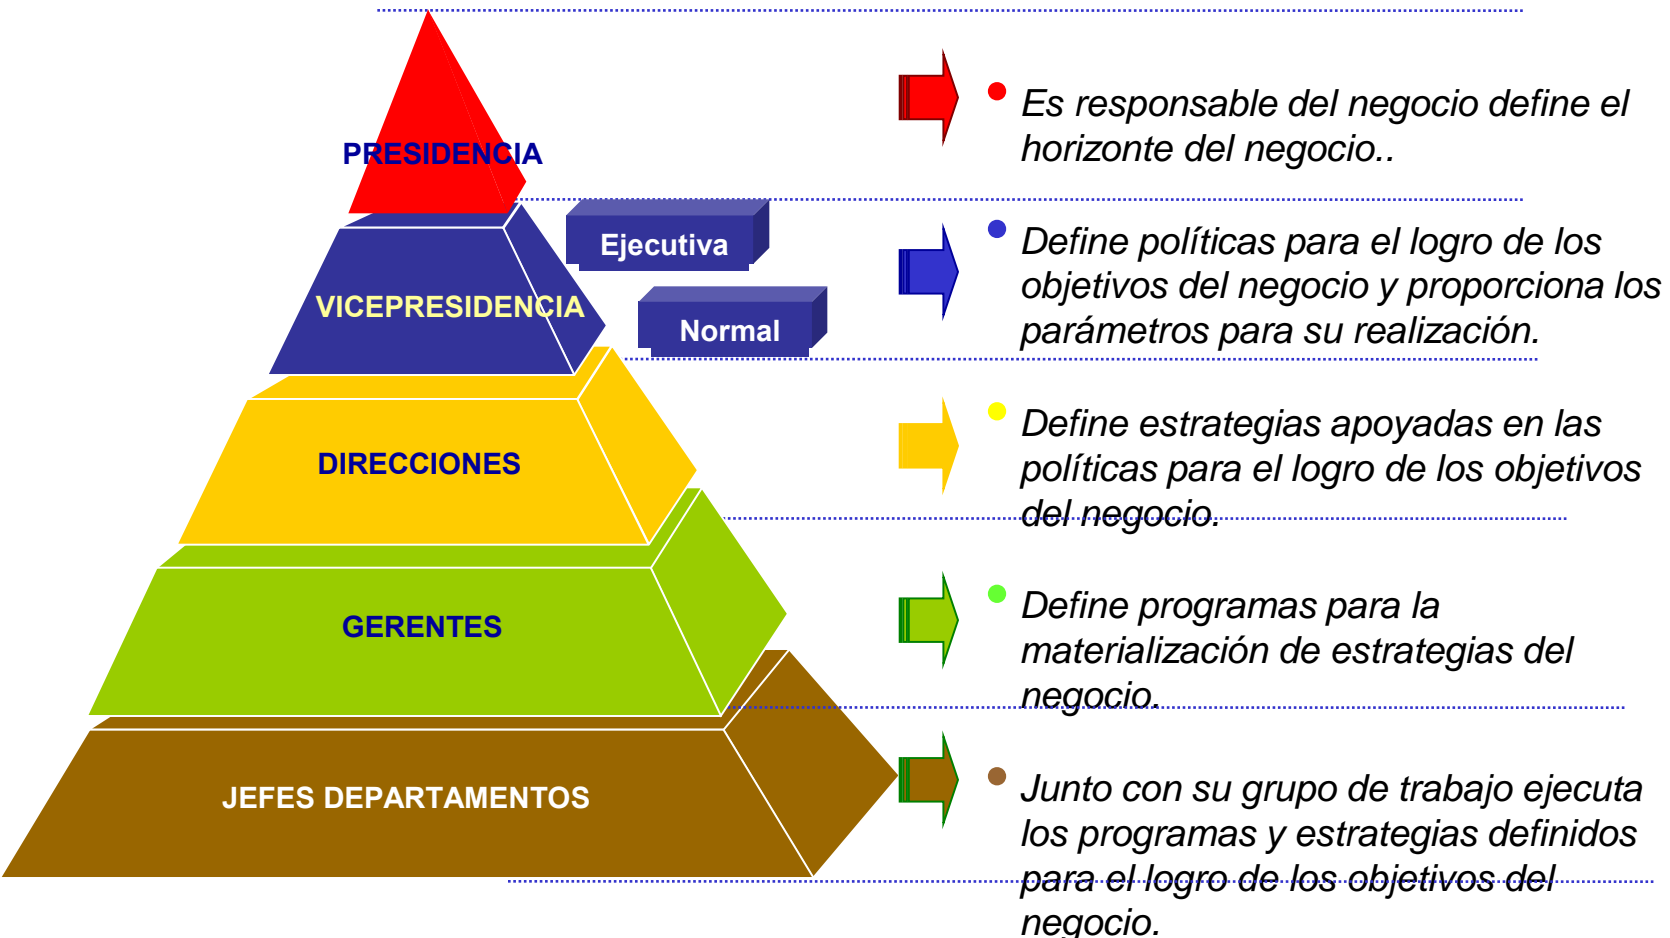 PRESIDENCIA
Es responsable del negocio define el
horizonte del negocio..
VICEPRESIDENCIA
Ejecutiva
Normal
Define políticas para el logro de los
objetivos del negocio y proporciona los
parámetros para su realización.
DIRECCIONES
Define estrategias apoyadas en las
políticas para el logro de los objetivos
del negocio.
GERENTES
Define programas para la
materialización de estrategias del
negocio.
JEFES DEPARTAMENTOS
Junto con su grupo de trabajo ejecuta
los programas y estrategias definidos
para el logro de los objetivos del
negocio.